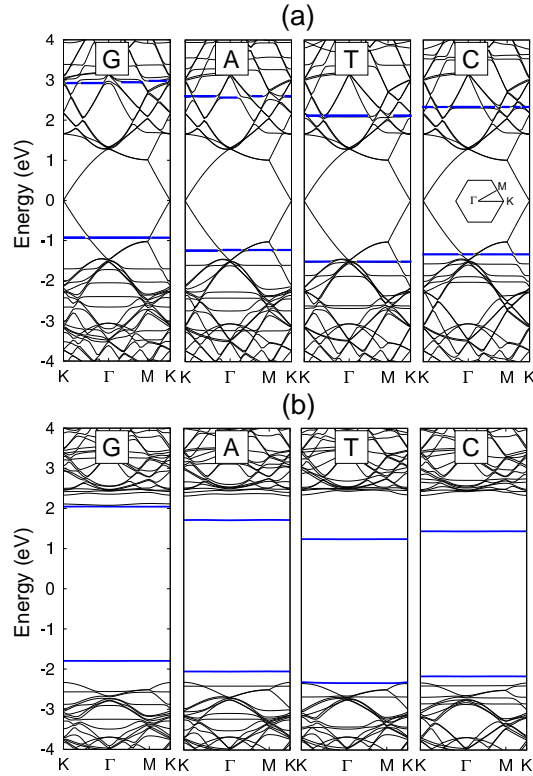 (a)
4
3
2
1
0
-1
-2
-3
-4
Energy (eV)
G
A
T
C
M
Γ
K
K Γ M K K Γ M K K Γ M K K Γ M K
(b)
4
3
2
1
0
-1
-2
-3
-4
Energy (eV)
G
A
T
C
K Γ M K K Γ M K K Γ M K K Γ M K